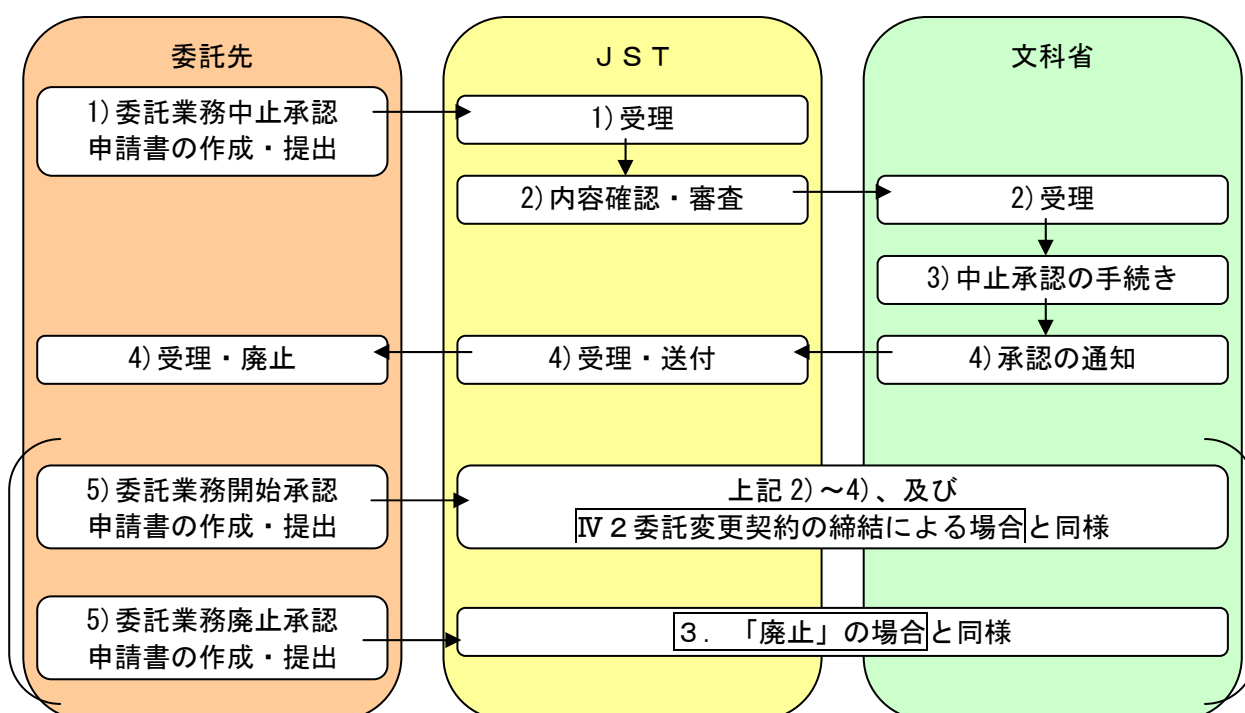 委託先
JST
文科省
1)委託業務中止承認
申請書の作成・提出
1)受理
2)内容確認・審査
2)受理
3)中止承認の手続き
4)受理・廃止
4)受理・送付
4)承認の通知
5)委託業務開始承認
申請書の作成・提出
上記 2)～4)、及び
Ⅳ2委託変更契約の締結による場合と同様
5)委託業務廃止承認
申請書の作成・提出
3.「廃止」の場合と同様